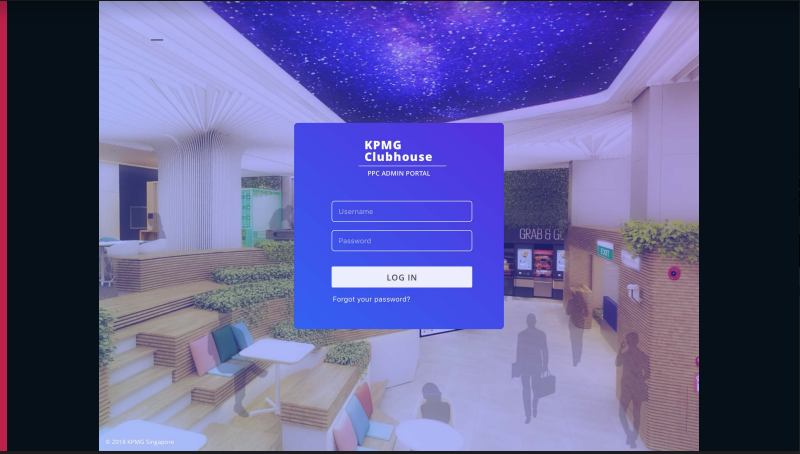 KPMG
Clubhouse
PPC ADMIN PORTAL
Username
Password
LOG IN
Forgot your password?
GRAB &
EXIT
© 2018 KPMG Singapore